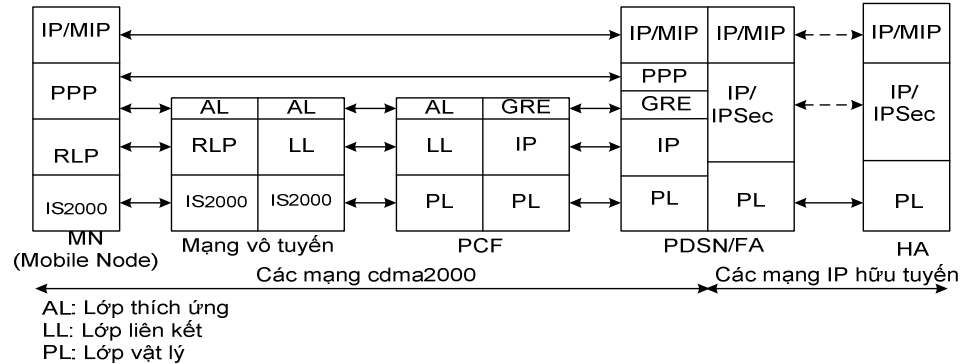 IP/MIP IP/MIP IP/MIP IP/MIP
PPP PPP IP/ IPSec IP/ IPSec
AL AL AL GRE GRE
RLP RLP LL LL IP IP
IS2000 IS2000 IS2000 PL PL PL PL PL
MN (Mobile Node) Mạng vô tuyến PCF PDSN/FA HA
Các mạng cdma2000 Các mạng IP hữu tuyến
AL: Lớp thích ứng
LL: Lớp liên kết
PL: Lớp vật lý